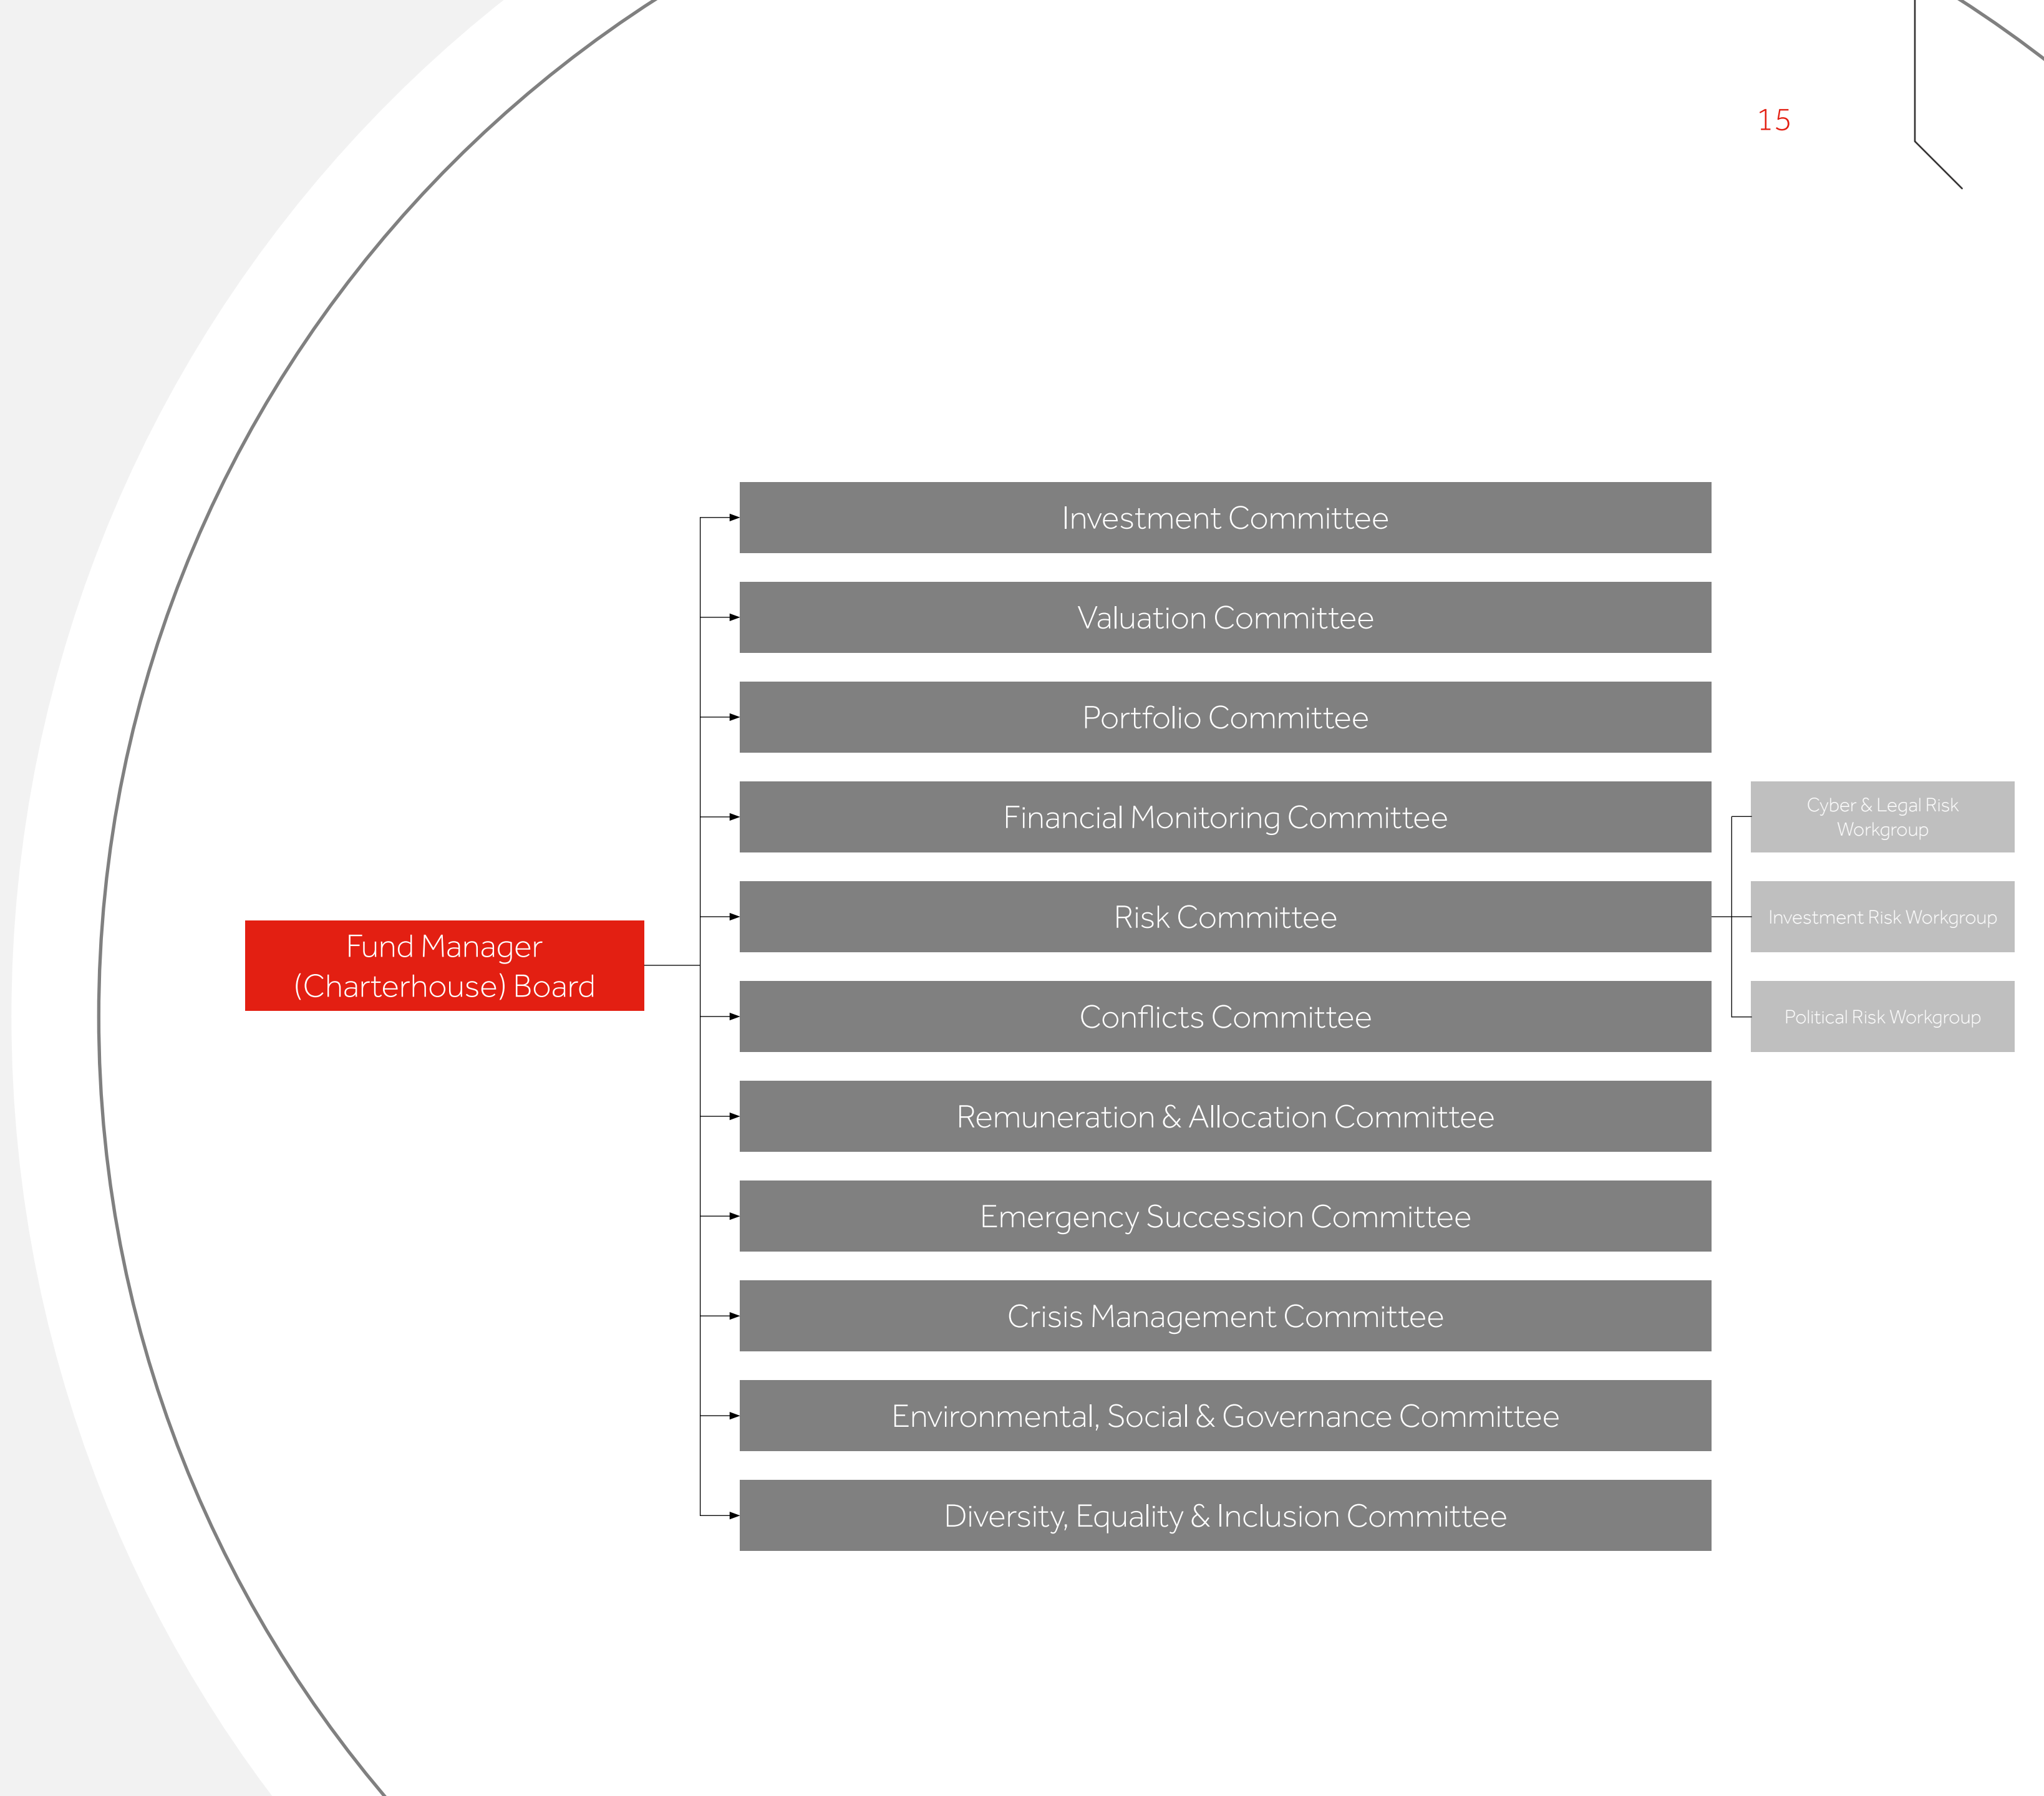 15
Investment Committee
Valuation Committee
Portfolio Committee
Financial Monitoring Committee
Cyber & Legal Risk
Workgroup
Fund Manager
(Charterhouse) Board
Risk Committee
Investment Risk Workgroup
Conflicts Committee
Political Risk Workgroup
Remuneration & Allocation Committee
Emergency Succession Committee
Crisis Management Committee
Environmental, Social & Governance Committee
Diversity, Equality & Inclusion Committee